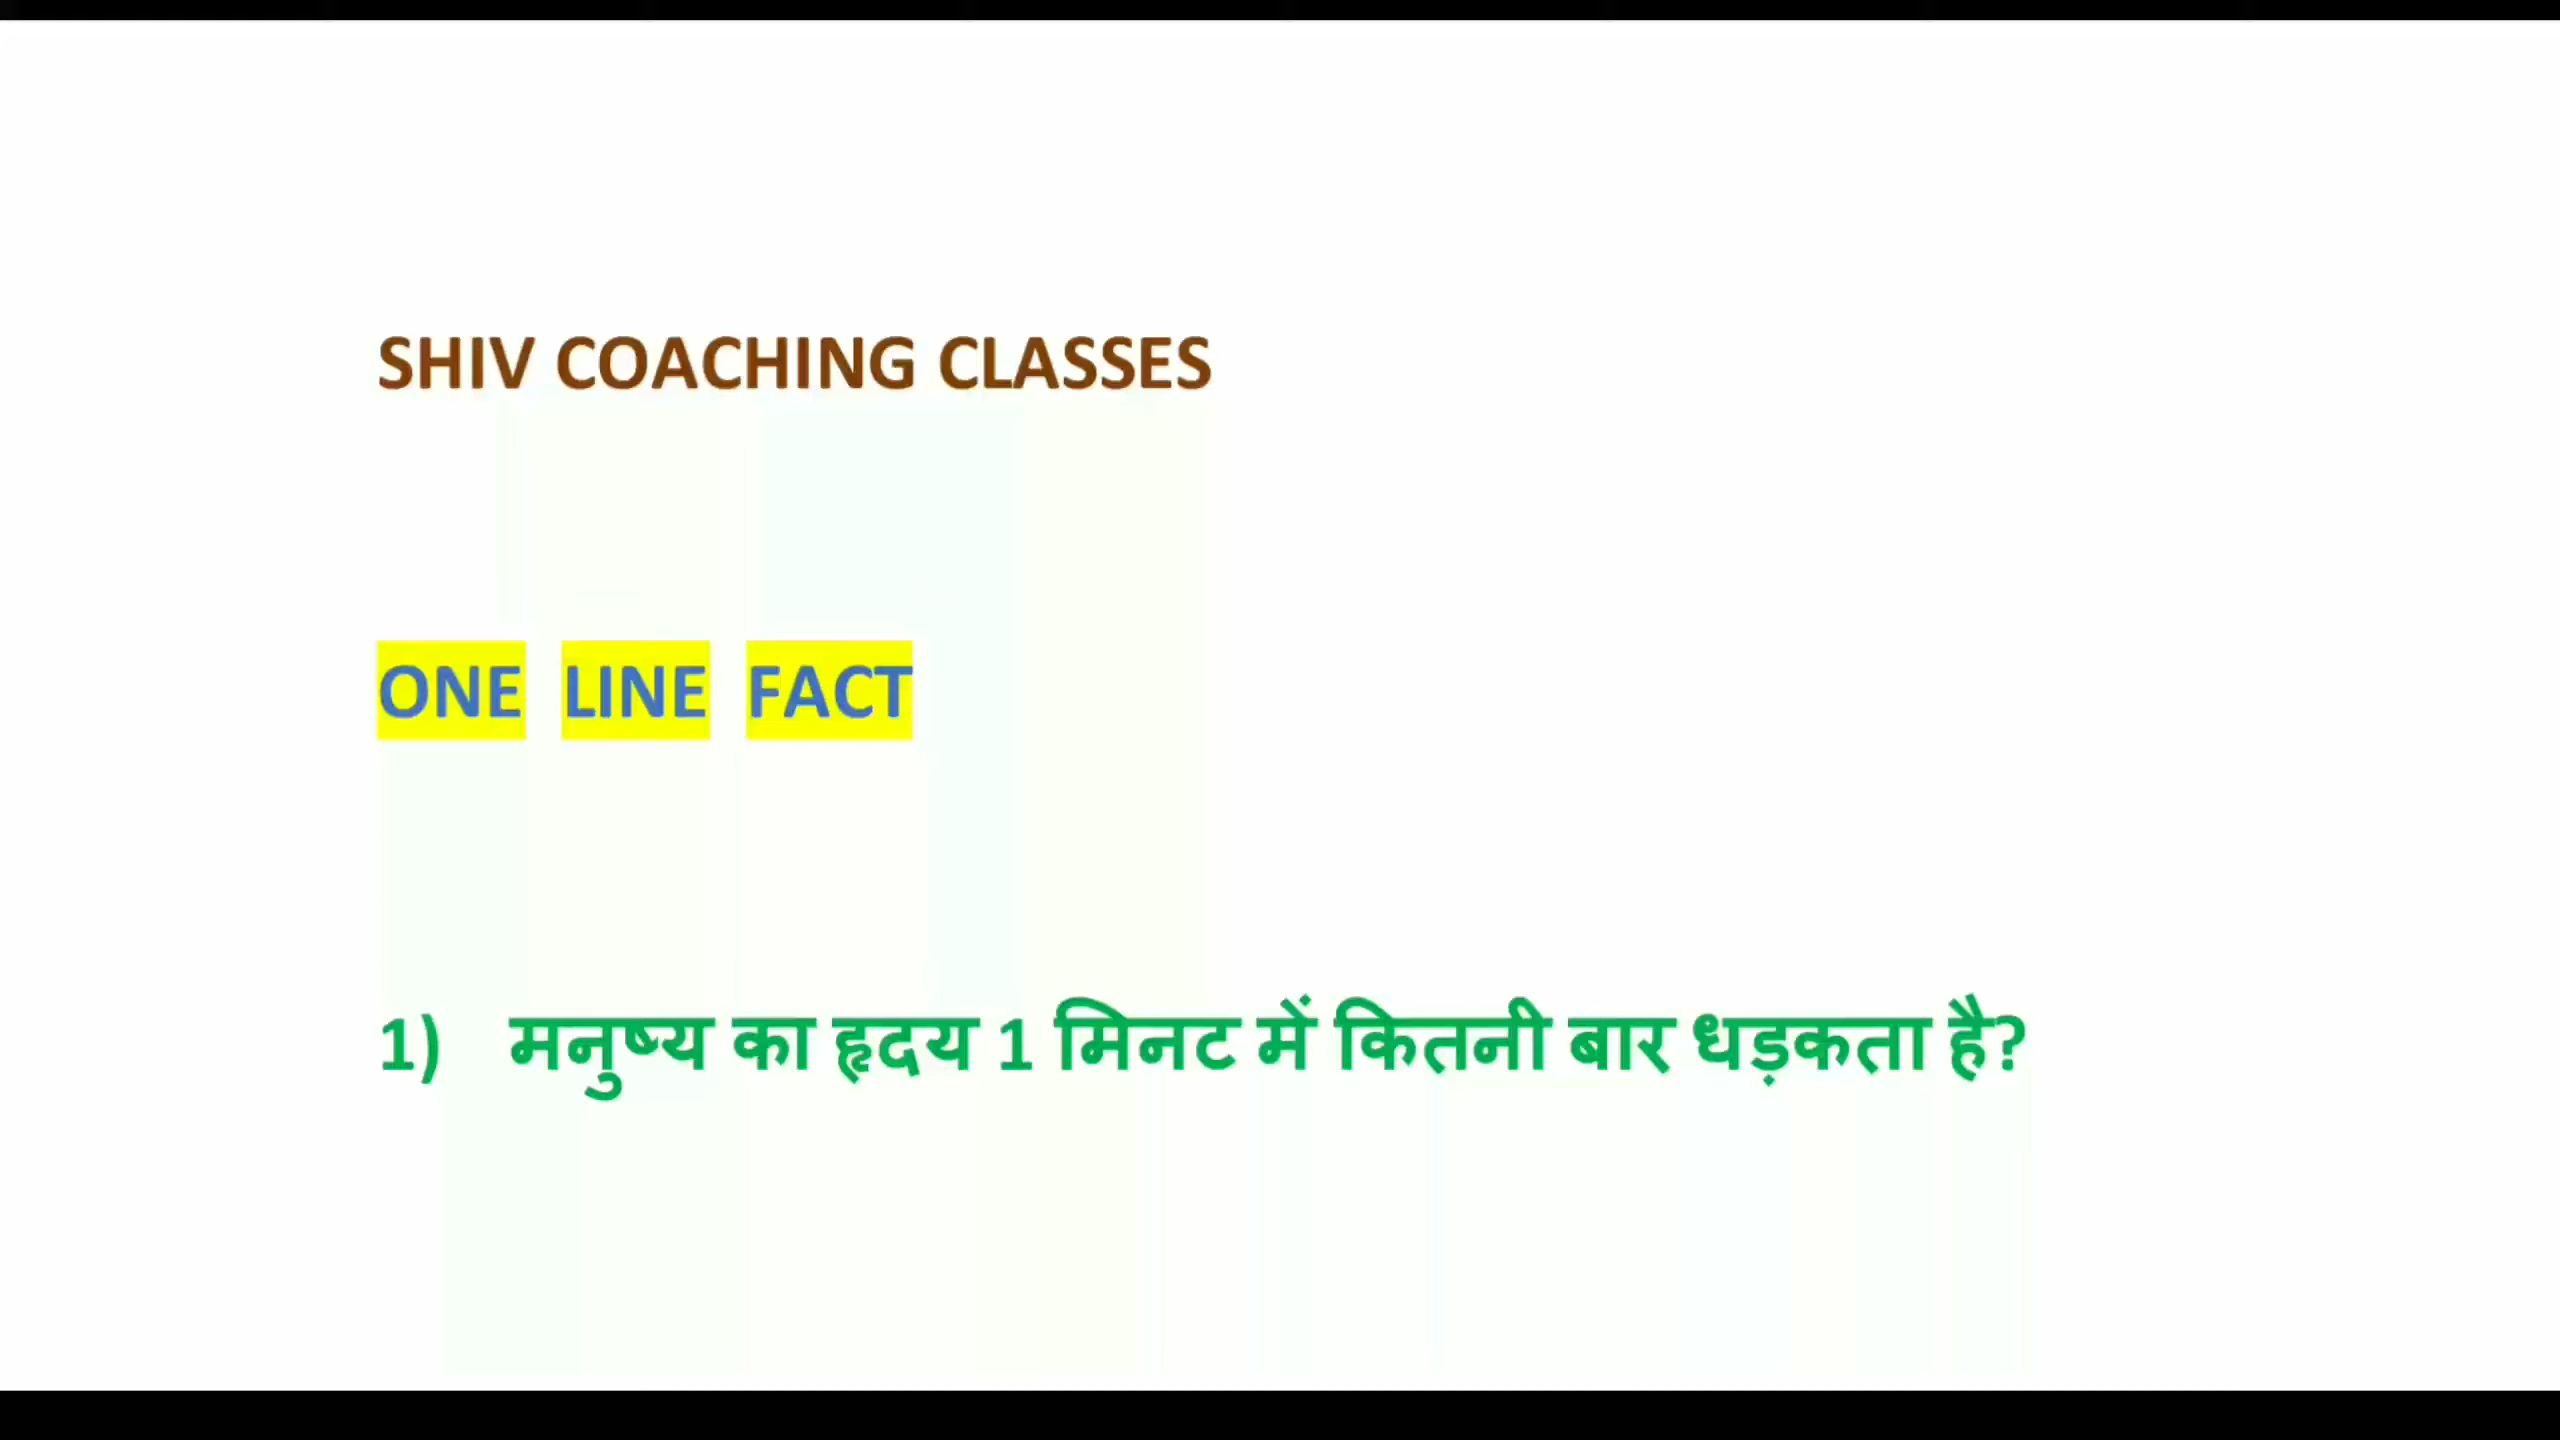 SHIV COACHING CLASSES
ONE LINE FACT
1) मनुष्य का हृदय 1 मिनट में कितनी बार धड़कता है?